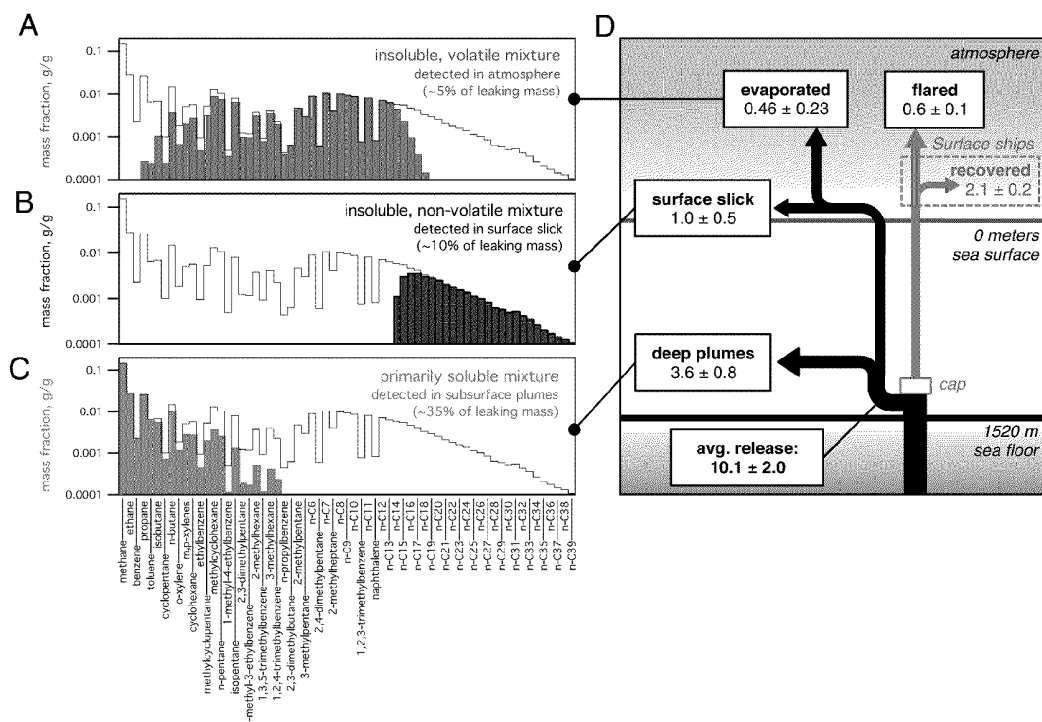 A
mass fraction, g/g
0.1
0.01
0.001
0.0001
insoluble, volatile mixture
detected in atmosphere
(~5% of leaking mass)
B
mass fraction, g/g
0.1
0.01
0.001
0.0001
insoluble, non-volatile mixture
detected in surface slick
(~10% of leaking mass)
C
mass fraction, g/g
0.1
0.01
0.001
0.0001
primarily soluble mixture
detected in subsurface plumes
(~35% of leaking mass)
methane
ethane
benzene
propane
toluene
isobutane
cyclopentane
n-butane
o-xylene
m,p-xylenes
cyclohexane
ethylbenzene
methylcyclopentane
methylcyclohexane
n-pentane
1-methyl-4-ethylbenzene
isopentane
2,3-dimethylpentane
-methyl-3-ethylbenzene
2-methylhexane
1,3,5-trimethylbenzene
3-methylhexane
1,2,4-trimethylbenzene
n-propylbenzene
2,3-dimethylbutane
2-methylpentane
3-methylpentane
n-C6
2,4-dimethylpentane
n-C7
2-methylheptane
n-C8
n-C9
n-C10
1,2,3-trimethylbenzene
n-C11
naphthalene
n-C12
n-C13
n-C14
n-C15
n-C16
n-C17
n-C18
n-C19
n-C20
n-C21
n-C22
n-C23
n-C24
n-C25
n-C26
n-C27
n-C28
n-C29
n-C30
n-C31
n-C32
n-C33
n-C34
n-C35
n-C36
n-C37
n-C38
n-C39
D
atmosphere
evaporated
0.46 ± 0.23
flared
0.6 ± 0.1
Surface ships
recovered
2.1 ± 0.2
surface slick
1.0 ± 0.5
0 meters
sea surface
deep plumes
3.6 ± 0.8
cap
avg. release:
10.1 ± 2.0
1520 m
sea floor